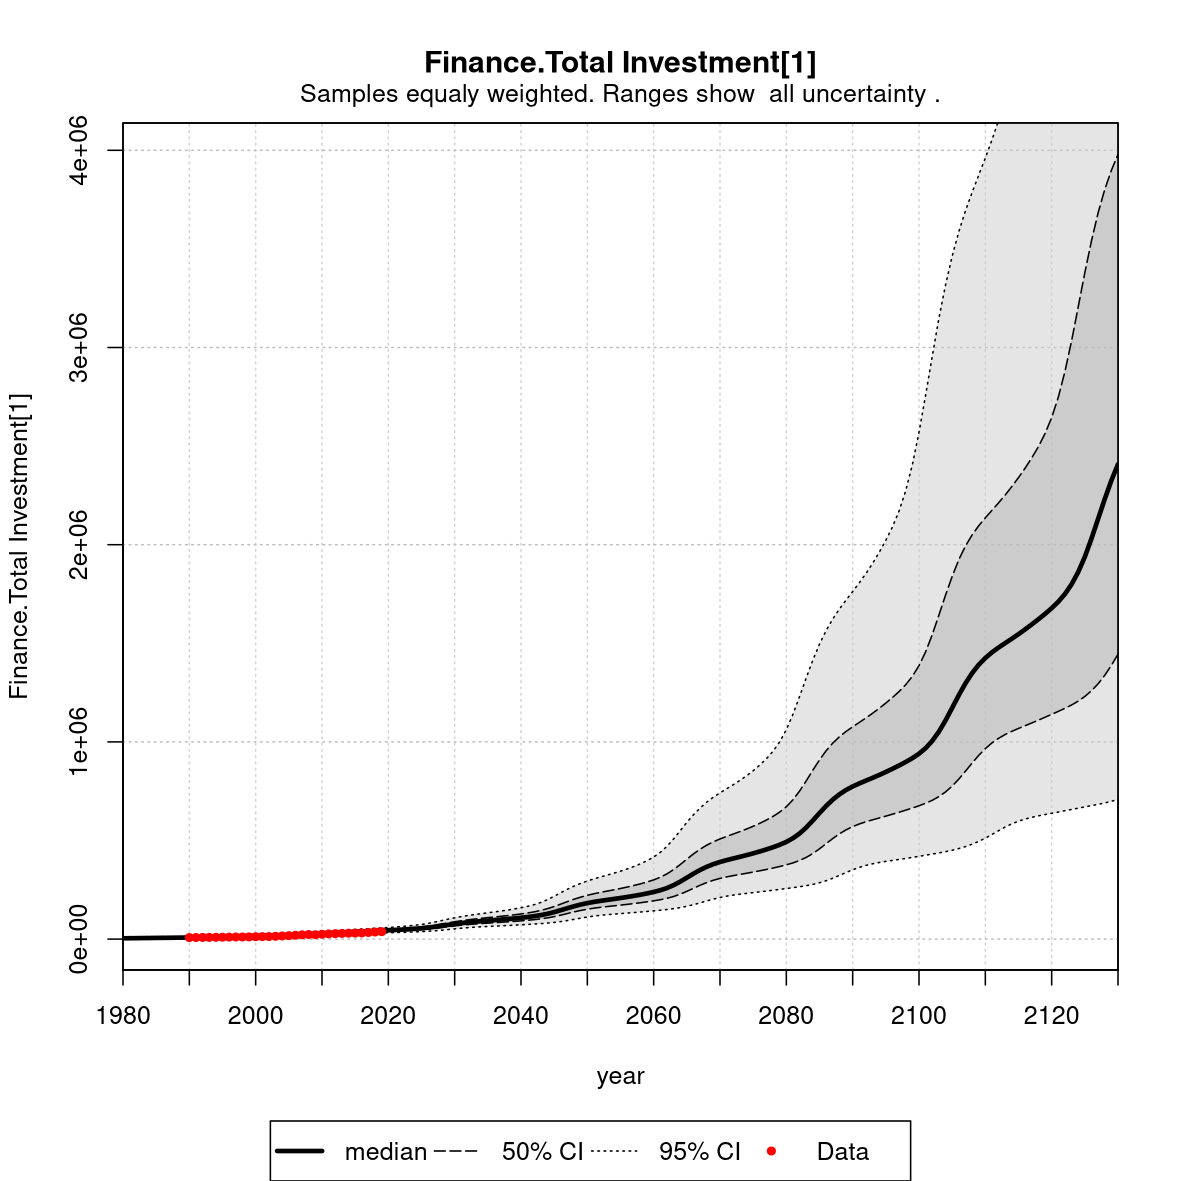 Finance.Total Investment[1]
Samples equaly weighted. Ranges show  all uncertainty .
Finance.Total Investment[1]
4e+06
3e+06
2e+06
1e+06
0e+00
1980 2000 2020 2040 2060 2080 2100 2120
year
median 50% CI 95% CI Data